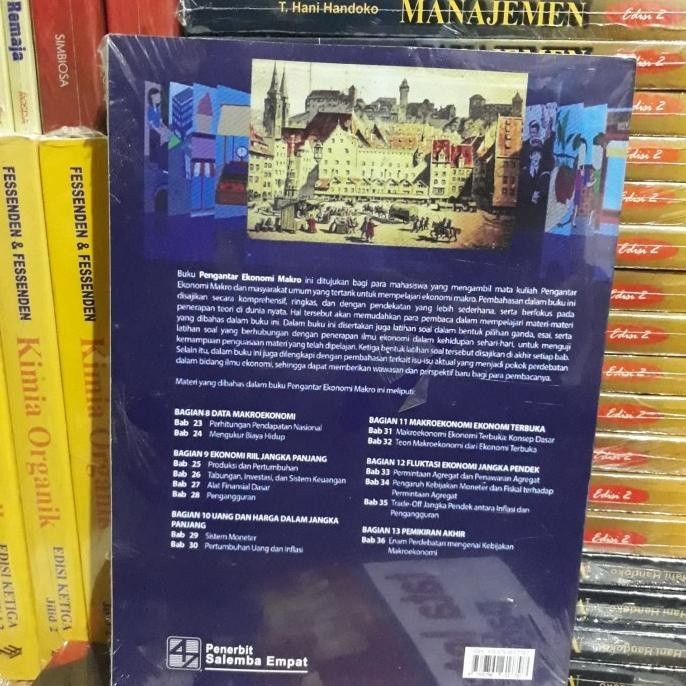 T. Hani Handoko MANAJEMEN Edisi 2
MANAJEMEN
Edisi 2
Edisi 2
Edisi 2
Edisi 2
Edisi 2
Edisi 2
Edisi 2
Edisi 2
Edisi 2
Edisi 2
Hani Handoko
Hani Handoko
Hani Handoko
Remaja
SIMBIOSA
FESSENDEN & FESSENDEN
Kimia Organik
EDISI KETIGA
FESSENDEN & FESSENDEN
Kimia Organik
EDISI KETIGA
Jilid 2
Buku Pengantar Ekonomi Makro ini ditujukan bagi para mahasiswa yang mengambil mata kuliah Pengantar
Ekonomi Makro dan masyarakat umum yang tertarik untuk mempelajari ekonomi makro. Pembahasan dalam buku ini
disajikan secara komprehensif, ringkas, dan dengan pendekatan yang lebih sederhana, serta berfokus pada
penerapan teori di dunia nyata. Hal tersebut akan memudahkan para pembaca dalam mempelajari materi-materi
yang dibahas dalam buku ini. Dalam buku ini disertakan juga latihan soal dalam bentuk pilihan ganda, esai, serta
latihan soal yang berhubungan dengan penerapan ilmu ekonomi dalam kehidupan sehari-hari, untuk menguji
kemampuan penguasaan materi yang telah dipelajari. Ketiga bentuk latihan soal tersebut disajikan di akhir setiap bab.
Selain itu, dalam buku ini juga dilengkapi dengan pembahasan terkait isu-isu aktual yang menjadi pokok perdebatan
dalam bidang ilmu ekonomi, sehingga dapat memberikan wawasan dan perspektif baru bagi para pembacanya.
Materi yang dibahas dalam buku Pengantar Ekonomi Makro ini meliputi:
BAGIAN 8 DATA MAKROEKONOMI
Bab 23 Perhitungan Pendapatan Nasional
Bab 24 Mengukur Biaya Hidup
BAGIAN 9 EKONOMI RIIL JANGKA PANJANG
Bab 25 Produksi dan Pertumbuhan
Bab 26 Tabungan, Investasi, dan Sistem Keuangan
Bab 27 Alat Finansial Dasar
Bab 28 Pengangguran
BAGIAN 10 UANG DAN HARGA DALAM JANGKA
PANJANG
Bab 29 Sistem Moneter
Bab 30 Pertumbuhan Uang dan Inflasi
BAGIAN 11 MAKROEKONOMI EKONOMI TERBUKA
Bab 31 Makroekonomi Ekonomi Terbuka: Konsep Dasar
Bab 32 Teori Makroekonomi dari Ekonomi Terbuka
BAGIAN 12 FLUKTASI EKONOMI JANGKA PENDEK
Bab 33 Permintaan Agregat dan Penawaran Agregat
Bab 34 Pengaruh Kebijakan Moneter dan Fiskal terhadap
Permintaan Agregat
Bab 35 Trade-Off Jangka Pendek antara Inflasi dan
Pengangguran
BAGIAN 13 PEMIKIRAN AKHIR
Bab 36 Enam Perdebatan mengenai Kebijakan
Makroekonomi
Penerbit
Salemba Empat